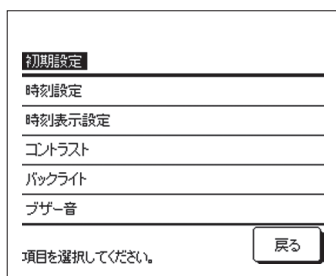 初期設定
時刻設定
時刻表示設定
コントラスト
バックライト
ブザー音
項目を選択してください。
戻る